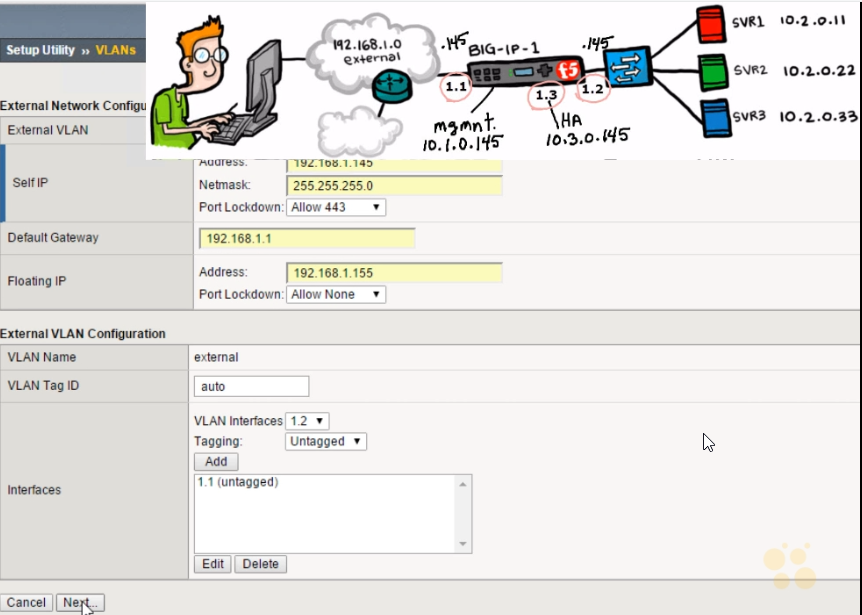 Setup Utility ›› VLANs
192.168.1.0
external
.145
BIG-IP-1
.145
f5
1.1
1.3
1.2
mgmnt.
10.1.0.145
HA
10.3.0.145
SVR1 10.2.0.11
SVR2 10.2.0.22
SVR3 10.2.0.33
External Network Configu
External VLAN
Self IP
Address: 192.168.1.145
Netmask: 255.255.255.0
Port Lockdown: Allow 443
Default Gateway 192.168.1.1
Floating IP
Address: 192.168.1.155
Port Lockdown: Allow None
External VLAN Configuration
VLAN Name external
VLAN Tag ID auto
Interfaces
VLAN Interfaces 1.2
Tagging: Untagged
Add
1.1 (untagged)
Edit Delete
Cancel Next...